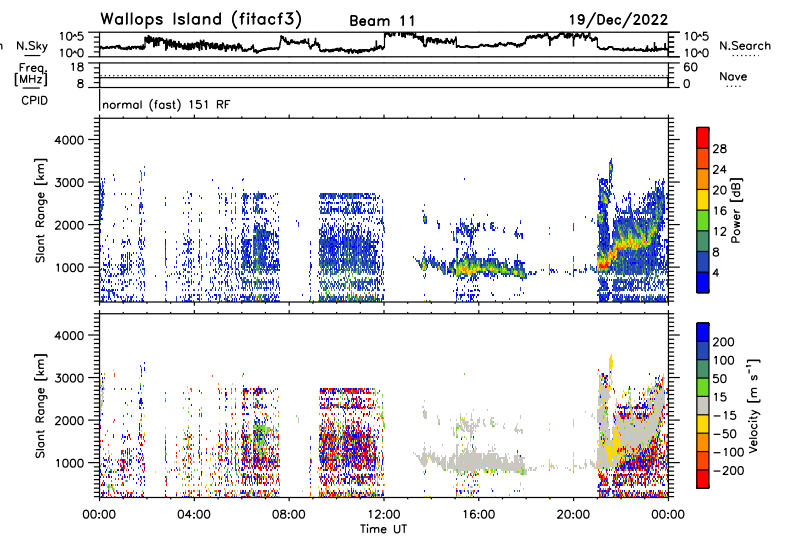 Wallops Island (fitacf3) Beam 11 19/Dec/2022
n N.Sky 10^5 10^0 10^5 10^0 N.Search
Freq. [MHz] 18 8 60 0 Nave
CPID normal (fast) 151 RF
Slant Range [km] 4000 3000 2000 1000
28 24 20 16 12 8 4 Power [dB]
Slant Range [km] 4000 3000 2000 1000
200 100 50 15 -15 -50 -100 -200 Velocity [m s⁻¹]
00:00 04:00 08:00 12:00 16:00 20:00 00:00
Time UT